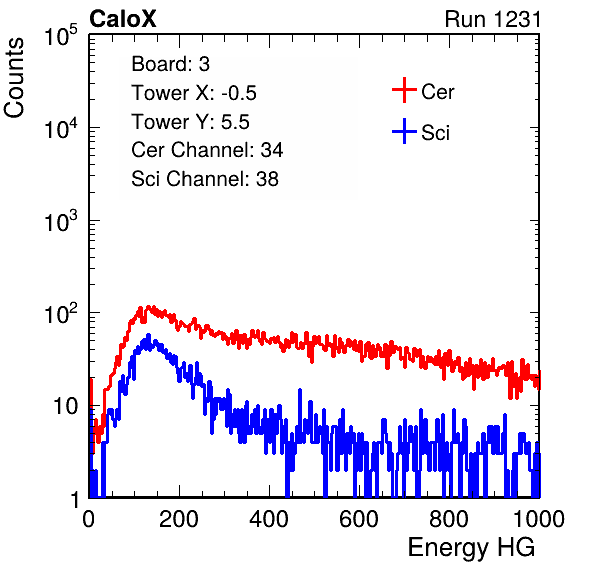 CaloX Run 1231
Counts
10^5
10^4
10^3
10^2
10
1
Board: 3
Tower X: -0.5
Tower Y: 5.5
Cer Channel: 34
Sci Channel: 38
Cer
Sci
0 200 400 600 800 1000
Energy HG